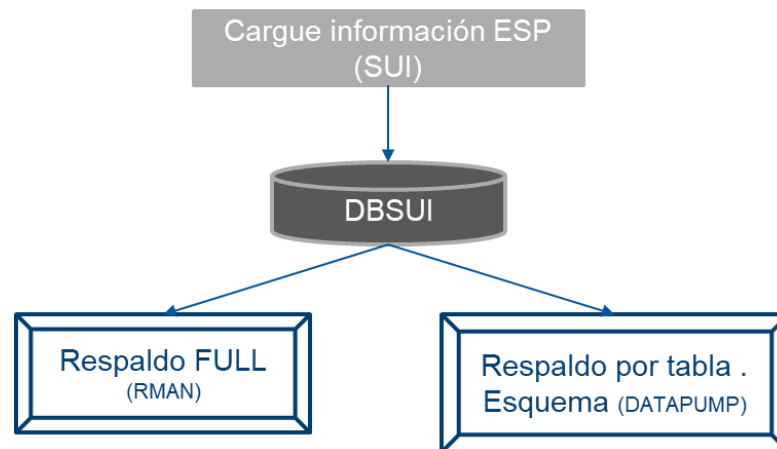 Cargue información ESP
(SUI)
DBSUI
Respaldo FULL
(RMAN)
Respaldo por tabla .
Esquema (DATAPUMP)